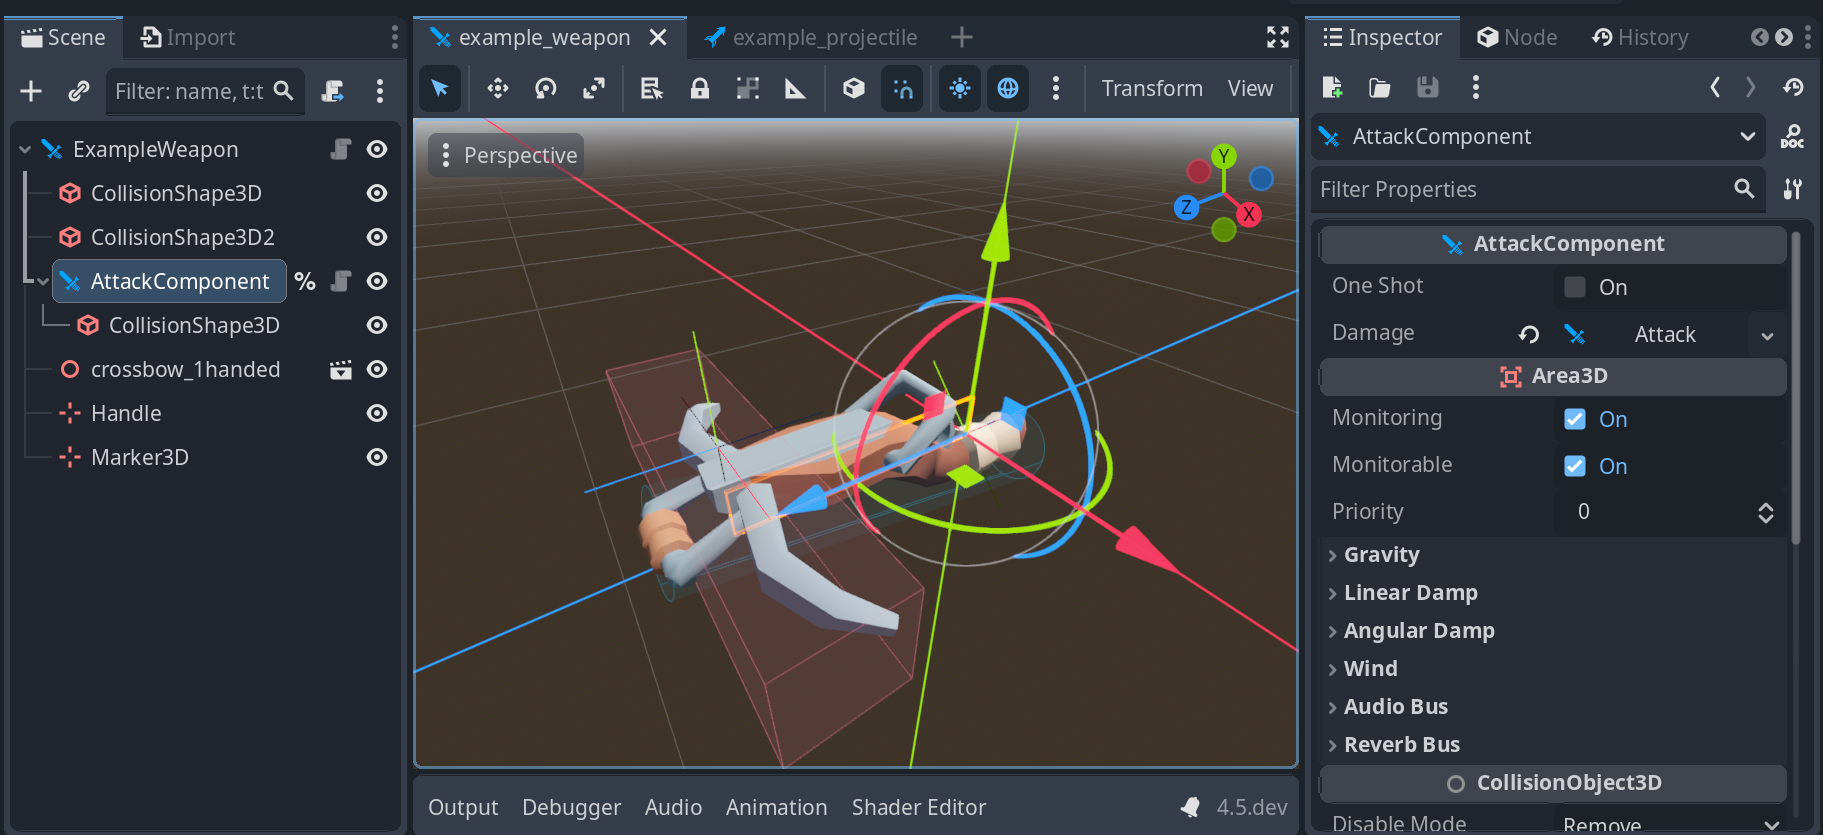 Scene
Import
Filter: name, t:t
ExampleWeapon
CollisionShape3D
CollisionShape3D2
AttackComponent %
CollisionShape3D
crossbow_1handed
Handle
Marker3D
example_weapon
example_projectile
Transform View
Perspective
Y
Z
X
Output Debugger Audio Animation Shader Editor 4.5.dev
Inspector Node History
AttackComponent
DOC
Filter Properties
AttackComponent
One Shot On
Damage Attack
Area3D
Monitoring On
Monitorable On
Priority 0
Gravity
Linear Damp
Angular Damp
Wind
Audio Bus
Reverb Bus
CollisionObject3D
Disable Mode Remove